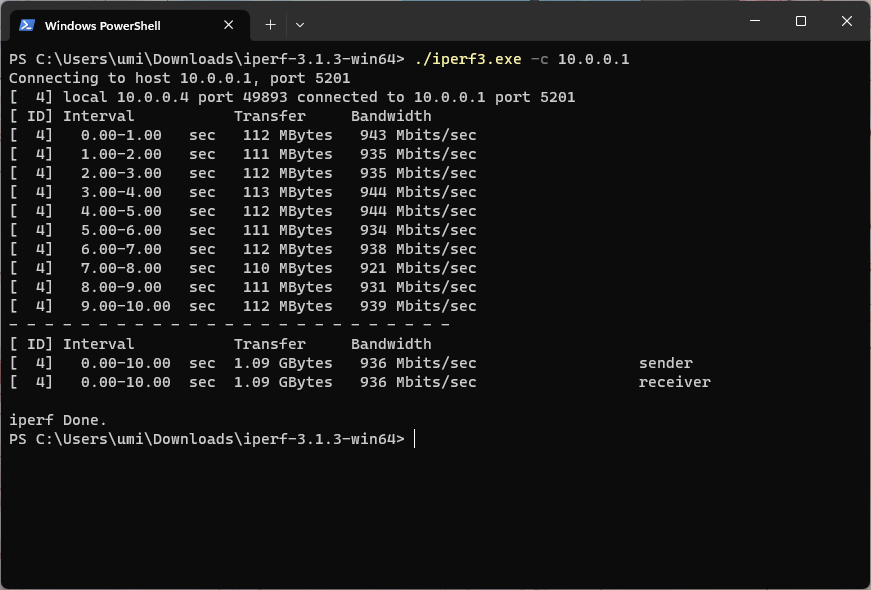 Windows PowerShell
PS C:\Users\umi\Downloads\iperf-3.1.3-win64> ./iperf3.exe -c 10.0.0.1
Connecting to host 10.0.0.1, port 5201
[  4] local 10.0.0.4 port 49893 connected to 10.0.0.1 port 5201
[ ID] Interval           Transfer     Bandwidth
[  4]   0.00-1.00   sec   112 MBytes   943 Mbits/sec
[  4]   1.00-2.00   sec   111 MBytes   935 Mbits/sec
[  4]   2.00-3.00   sec   112 MBytes   935 Mbits/sec
[  4]   3.00-4.00   sec   113 MBytes   944 Mbits/sec
[  4]   4.00-5.00   sec   112 MBytes   944 Mbits/sec
[  4]   5.00-6.00   sec   111 MBytes   934 Mbits/sec
[  4]   6.00-7.00   sec   112 MBytes   938 Mbits/sec
[  4]   7.00-8.00   sec   110 MBytes   921 Mbits/sec
[  4]   8.00-9.00   sec   111 MBytes   931 Mbits/sec
[  4]   9.00-10.00  sec   112 MBytes   939 Mbits/sec
- - - - - - - - - - - - - - - - - - - - - - - - -
[ ID] Interval           Transfer     Bandwidth
[  4]   0.00-10.00  sec  1.09 GBytes   936 Mbits/sec                  sender
[  4]   0.00-10.00  sec  1.09 GBytes   936 Mbits/sec                  receiver
iperf Done.
PS C:\Users\umi\Downloads\iperf-3.1.3-win64>